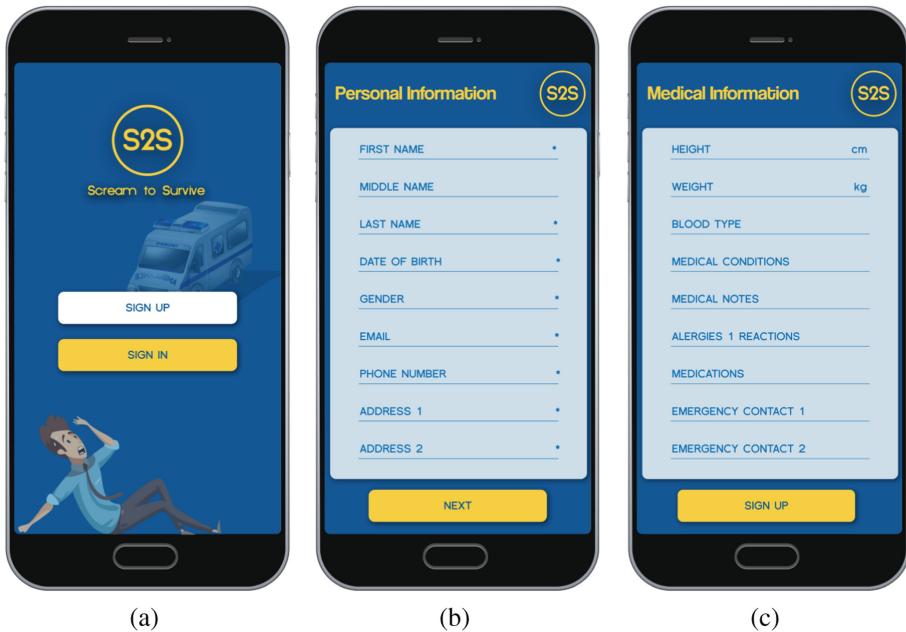 S2S
Scream to Survive
SIGN UP
SIGN IN
(a)
Personal Information
S2S
FIRST NAME *
MIDDLE NAME
LAST NAME *
DATE OF BIRTH *
GENDER *
EMAIL *
PHONE NUMBER *
ADDRESS 1 *
ADDRESS 2 *
NEXT
(b)
Medical Information
S2S
HEIGHT cm
WEIGHT kg
BLOOD TYPE
MEDICAL CONDITIONS
MEDICAL NOTES
ALERGIES 1 REACTIONS
MEDICATIONS
EMERGENCY CONTACT 1
EMERGENCY CONTACT 2
SIGN UP
(c)